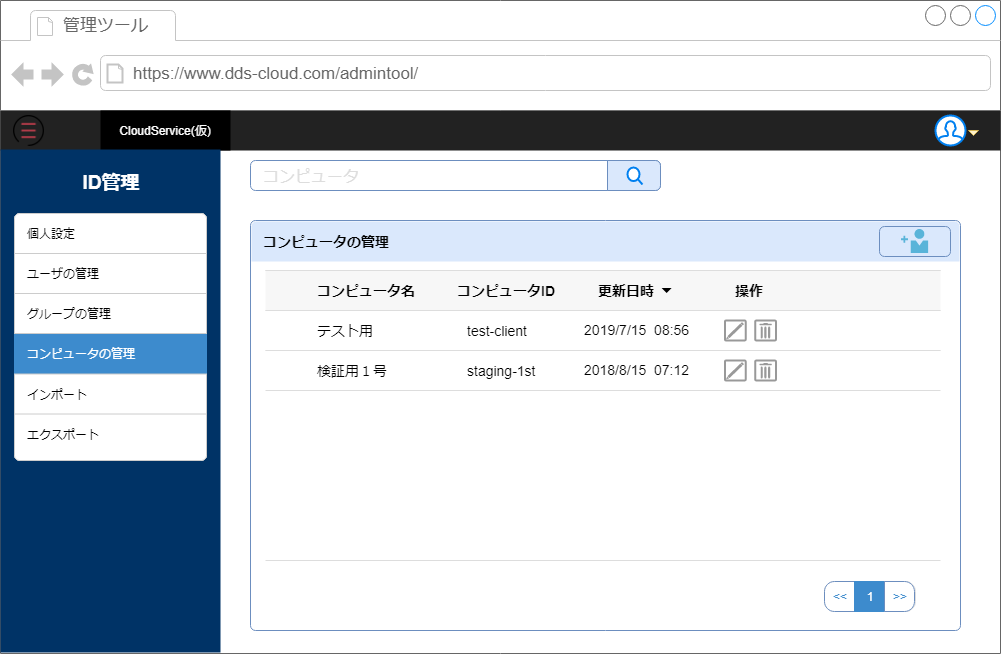 管理ツール
https://www.dds-cloud.com/admintool/
CloudService(仮)
ID管理
個人設定
ユーザの管理
グループの管理
コンピュータの管理
インポート
エクスポート
コンピュータ
コンピュータの管理
+
コンピュータ名 コンピュータID 更新日時 ▼ 操作
テスト用 test-client 2019/7/15 08:56
検証用１号 staging-1st 2018/8/15 07:12
<< 1 >>